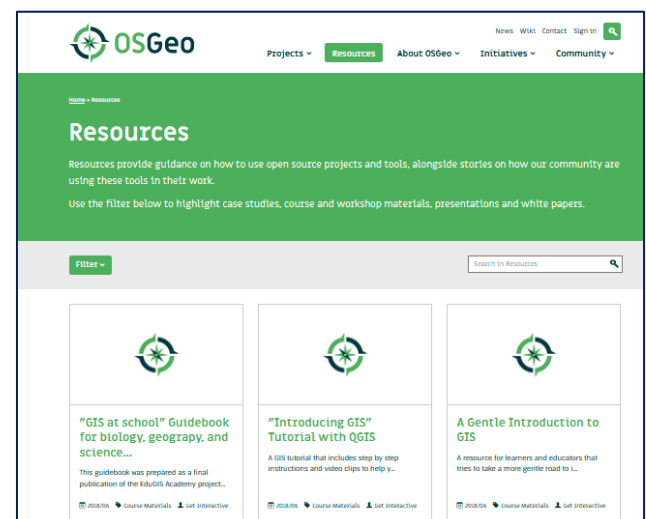 OSGeo
News Wiki Contact Sign in
Projects Resources About OSGeo Initiatives Community
Home » Resources
Resources
Resources provide guidance on how to use open source projects and tools, alongside stories on how our community are
using these tools in their work.
Use the filter below to highlight case studies, course and workshop materials, presentations and white papers.
Filter
Search in Resources
"GIS at school" Guidebook
for biology, geograpy, and
science...
This guidebook was prepared as a final
publication of the EduGIS Academy project...
2018/06 Course Materials Get Interactive
"Introducing GIS"
Tutorial with QGIS
A GIS tutorial that includes step by step
instructions and video clips to help y...
2018/06 Course Materials Get Interactive
A Gentle Introduction to
GIS
A resource for learners and educators that
tries to take a more gentle road to i...
2018/06 Course Materials Get Interactive